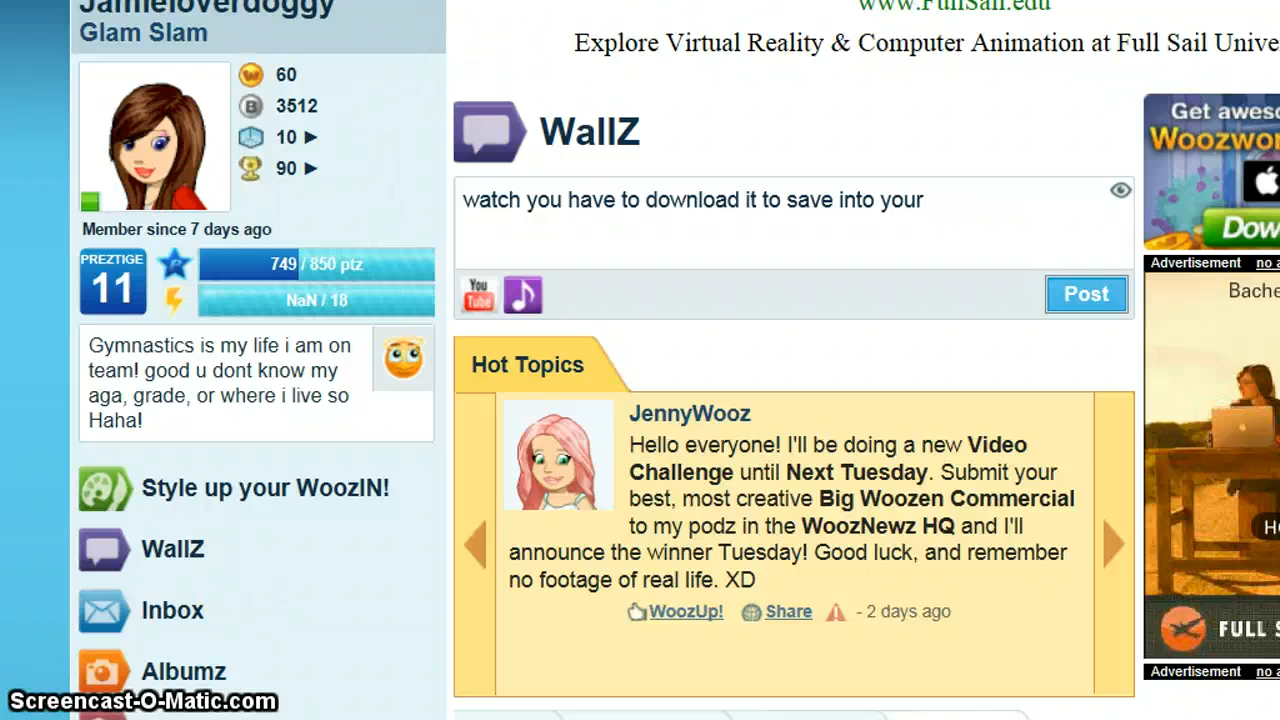 Jamieloverdoggy
Glam Slam
60
3512
10
90
Member since 7 days ago
PREZTIGE
11
749 / 850 ptz
NaN / 18
Gymnastics is my life i am on
team! good u dont know my
aga, grade, or where i live so
Haha!
Style up your WoozIN!
WallZ
Inbox
Albumz
Screencast-O-Matic.com
www.FullSail.edu
Explore Virtual Reality & Computer Animation at Full Sail Unive
WallZ
watch you have to download it to save into your
You
Tube
Post
Hot Topics
JennyWooz
Hello everyone! I'll be doing a new Video
Challenge until Next Tuesday. Submit your
best, most creative Big Woozen Commercial
to my podz in the WoozNewz HQ and I'll
announce the winner Tuesday! Good luck, and remember
no footage of real life. XD
WoozUp! Share - 2 days ago
Get aweso
Woozwo
Dow
Advertisement no a
Bache
H
FULL S
Advertisement no a